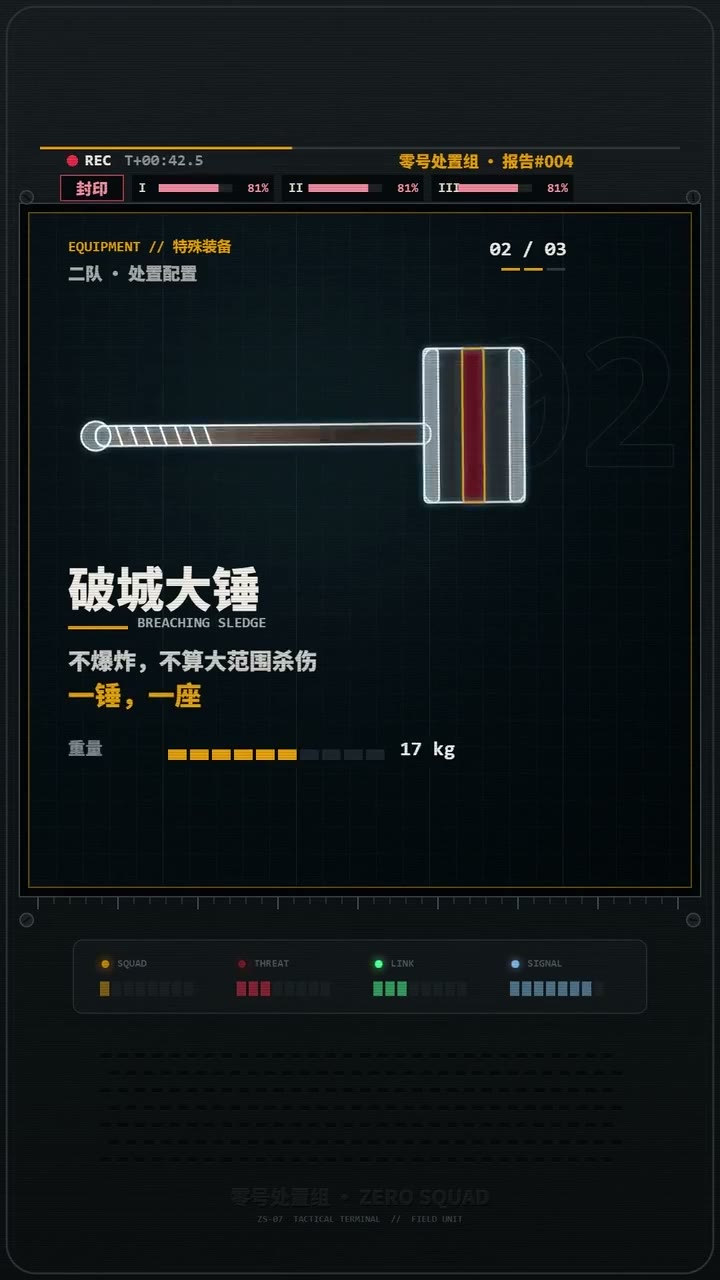 REC T+00:42.5 零号处置组 • 报告#004
封印 I 81% II 81% III 81%
EQUIPMENT // 特殊装备 02 / 03
二队 • 处置配置
02
破城大锤
BREACHING SLEDGE
不爆炸，不算大范围杀伤
一锤，一座
重量 17 kg
SQUAD THREAT LINK SIGNAL
零号处置组 • ZERO SQUAD
ZS-07 TACTICAL TERMINAL // FIELD UNIT